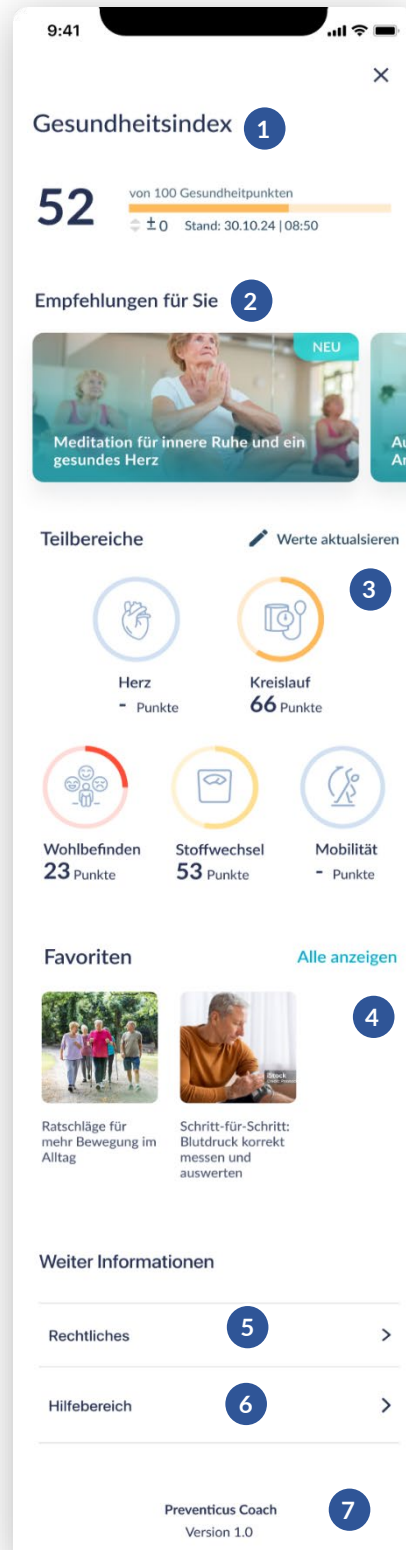 9:41
Gesundheitsindex 1
52
von 100 Gesundheitpunkten
± 0 Stand: 30.10.24 | 08:50
Empfehlungen für Sie 2
NEU
Meditation für innere Ruhe und ein
gesundes Herz
Teilbereiche
Werte aktualsieren
3
Herz
- Punkte
Kreislauf
66 Punkte
Wohlbefinden
23 Punkte
Stoffwechsel
53 Punkte
Mobilität
- Punkte
Favoriten
Alle anzeigen
4
Ratschläge für
mehr Bewegung im
Alltag
Schritt-für-Schritt:
Blutdruck korrekt
messen und
auswerten
iStock
Weiter Informationen
Rechtliches 5
Hilfebereich 6
Preventicus Coach 7
Version 1.0